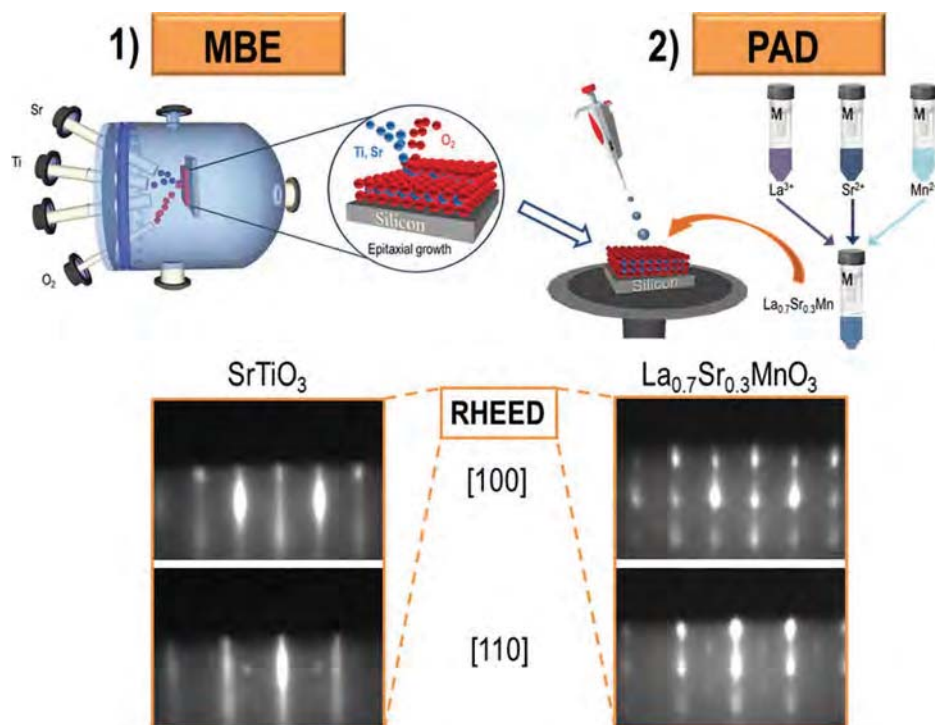 1) MBE
2) PAD
Sr
Ti
O₂
Ti, Sr
O₂
Silicon
Epitaxial growth
M
M
M
La³⁺
Sr²⁺
Mn²
M
La₀.₇Sr₀.₃Mn
Silicon
SrTiO₃
La₀.₇Sr₀.₃MnO₃
RHEED
[100]
[110]